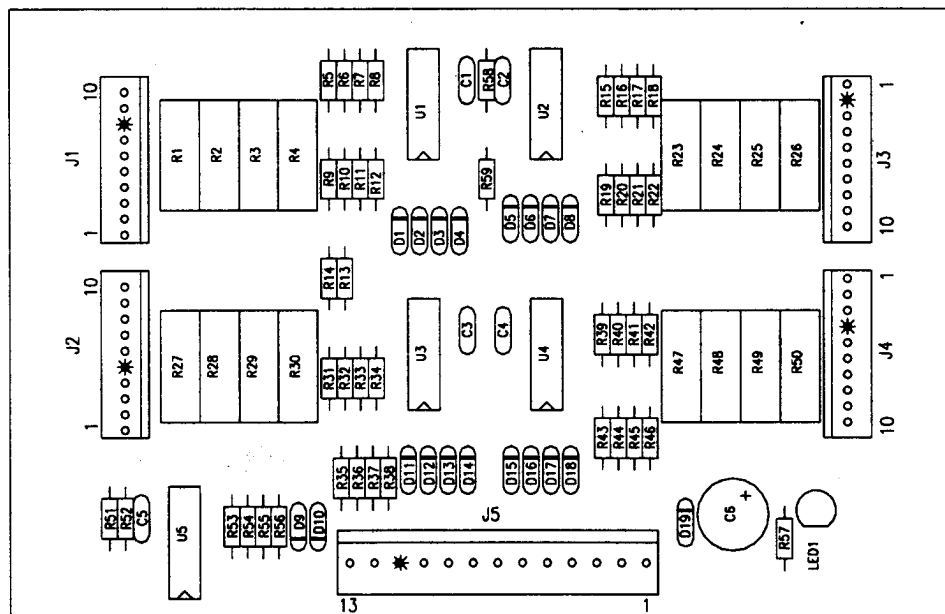 R5 R6 R7 R8
U1
C1 R58 C2
U2
R15 R16 R17 R18
10
J1
1
R1 R2 R3 R4
R9 R10 R11 R12
R59
R19 R20 R21 R22
R23 R24 R25 R26
1
J3
10
D1 D2 D3 D4
D5 D6 D7 D8
R14 R13
10
J2
1
R27 R28 R29 R30
R31 R32 R33 R34
U3
C3 C4
U4
R39 R40 R41 R42
R47 R48 R49 R50
1
J4
10
R43 R44 R45 R46
R35 R36 R37 R38
D11 D12 D13 D14
D15 D16 D17 D18
R51 R52 C5
U5
R53 R54 R55 R56
D9 D10
J5
13 1
D19
+
C6
R57
LED1